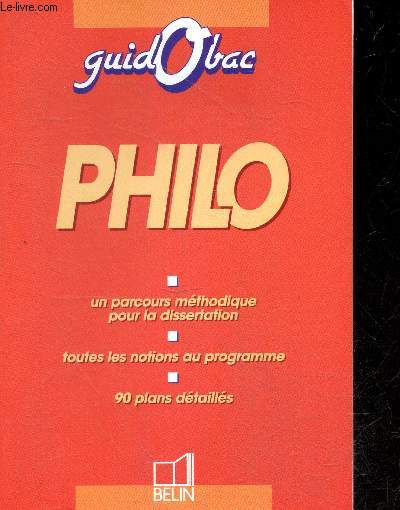 Le-livre.com
guidObac
PHILO
un parcours méthodique
pour la dissertation
toutes les notions au programme
90 plans détaillés
BELIN